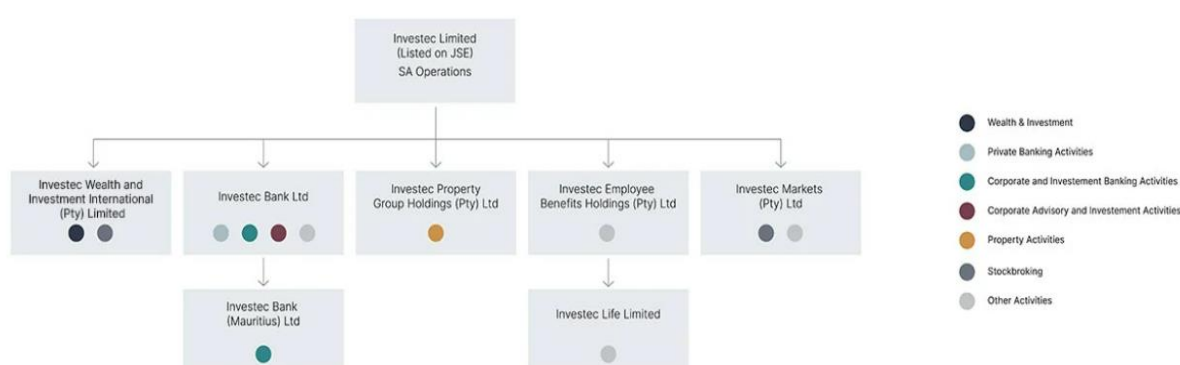 Investec Limited
(Listed on JSE)
SA Operations
Investec Wealth and
Investment International
(Pty) Limited
Investec Bank Ltd
Investec Property
Group Holdings (Pty) Ltd
Investec Employee
Benefits Holdings (Pty) Ltd
Investec Markets
(Pty) Ltd
Investec Bank
(Mauritius) Ltd
Investec Life Limited
Wealth & Investment
Private Banking Activities
Corporate and Investement Banking Activities
Corporate Advisory and Investement Activities
Property Activities
Stockbroking
Other Activities